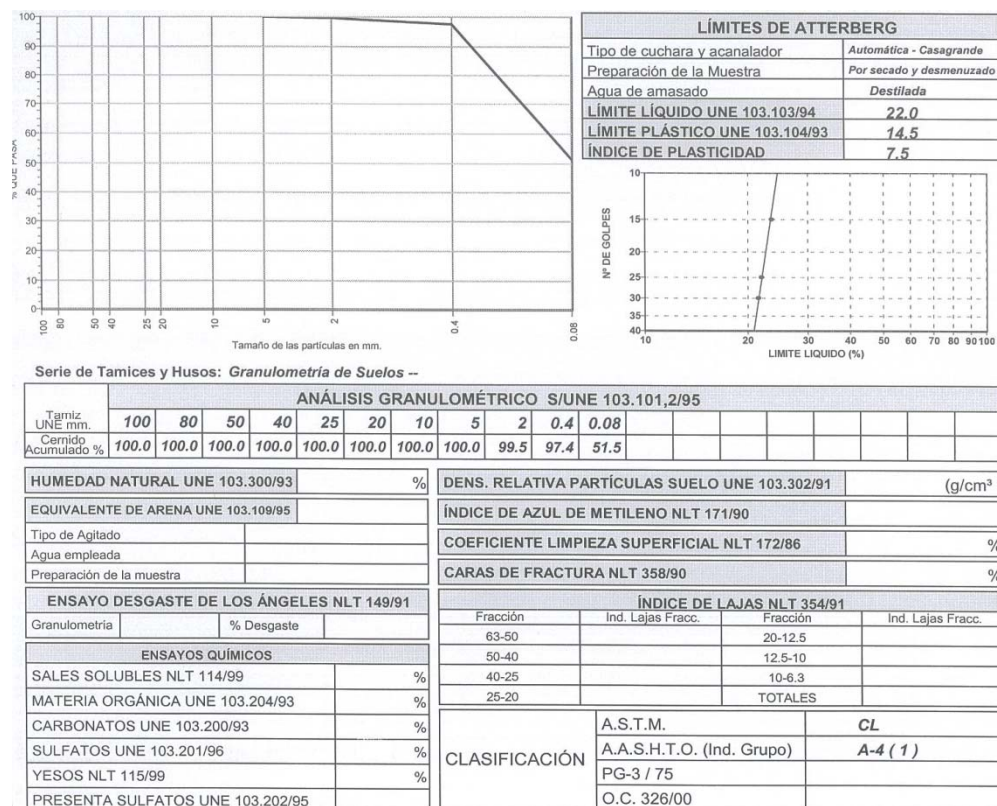 100
90
80
70
60
50
40
30
20
10
0
% QUE PASA
100 80 50 40 25 20 10 5 2 0.4 0.08
Tamaño de las partículas en mm.
LÍMITES DE ATTERBERG
Tipo de cuchara y acanalador Automática - Casagrande
Preparación de la Muestra Por secado y desmenuzado
Agua de amasado Destilada
LÍMITE LÍQUIDO UNE 103.103/94 22.0
LÍMITE PLÁSTICO UNE 103.104/93 14.5
ÍNDICE DE PLASTICIDAD 7.5
Nº DE GOLPES
10
15
20
25
30
35
40
10 20 30 40 50 60 70 80 90 100
LIMITE LIQUIDO (%)
Serie de Tamices y Husos: Granulometría de Suelos --
ANÁLISIS GRANULOMÉTRICO S/UNE 103.101,2/95
Tamiz UNE mm. 100 80 50 40 25 20 10 5 2 0.4 0.08
Cernido Acumulado % 100.0 100.0 100.0 100.0 100.0 100.0 100.0 100.0 99.5 97.4 51.5
HUMEDAD NATURAL UNE 103.300/93 %
EQUIVALENTE DE ARENA UNE 103.109/95
Tipo de Agitado
Agua empleada
Preparación de la muestra
DENS. RELATIVA PARTÍCULAS SUELO UNE 103.302/91 (g/cm³
ÍNDICE DE AZUL DE METILENO NLT 171/90
COEFICIENTE LIMPIEZA SUPERFICIAL NLT 172/86 %
CARAS DE FRACTURA NLT 358/90 %
ENSAYO DESGASTE DE LOS ÁNGELES NLT 149/91
Granulometria % Desgaste
ÍNDICE DE LAJAS NLT 354/91
Fracción Ind. Lajas Fracc. Fracción Ind. Lajas Fracc.
63-50 20-12.5
50-40 12.5-10
40-25 10-6.3
25-20 TOTALES
ENSAYOS QUÍMICOS
SALES SOLUBLES NLT 114/99 %
MATERIA ORGÁNICA UNE 103.204/93 %
CARBONATOS UNE 103.200/93 %
SULFATOS UNE 103.201/96 %
YESOS NLT 115/99 %
PRESENTA SULFATOS UNE 103.202/95
CLASIFICACIÓN
A.S.T.M. CL
A.A.S.H.T.O. (Ind. Grupo) A-4 ( 1 )
PG-3 / 75
O.C. 326/00